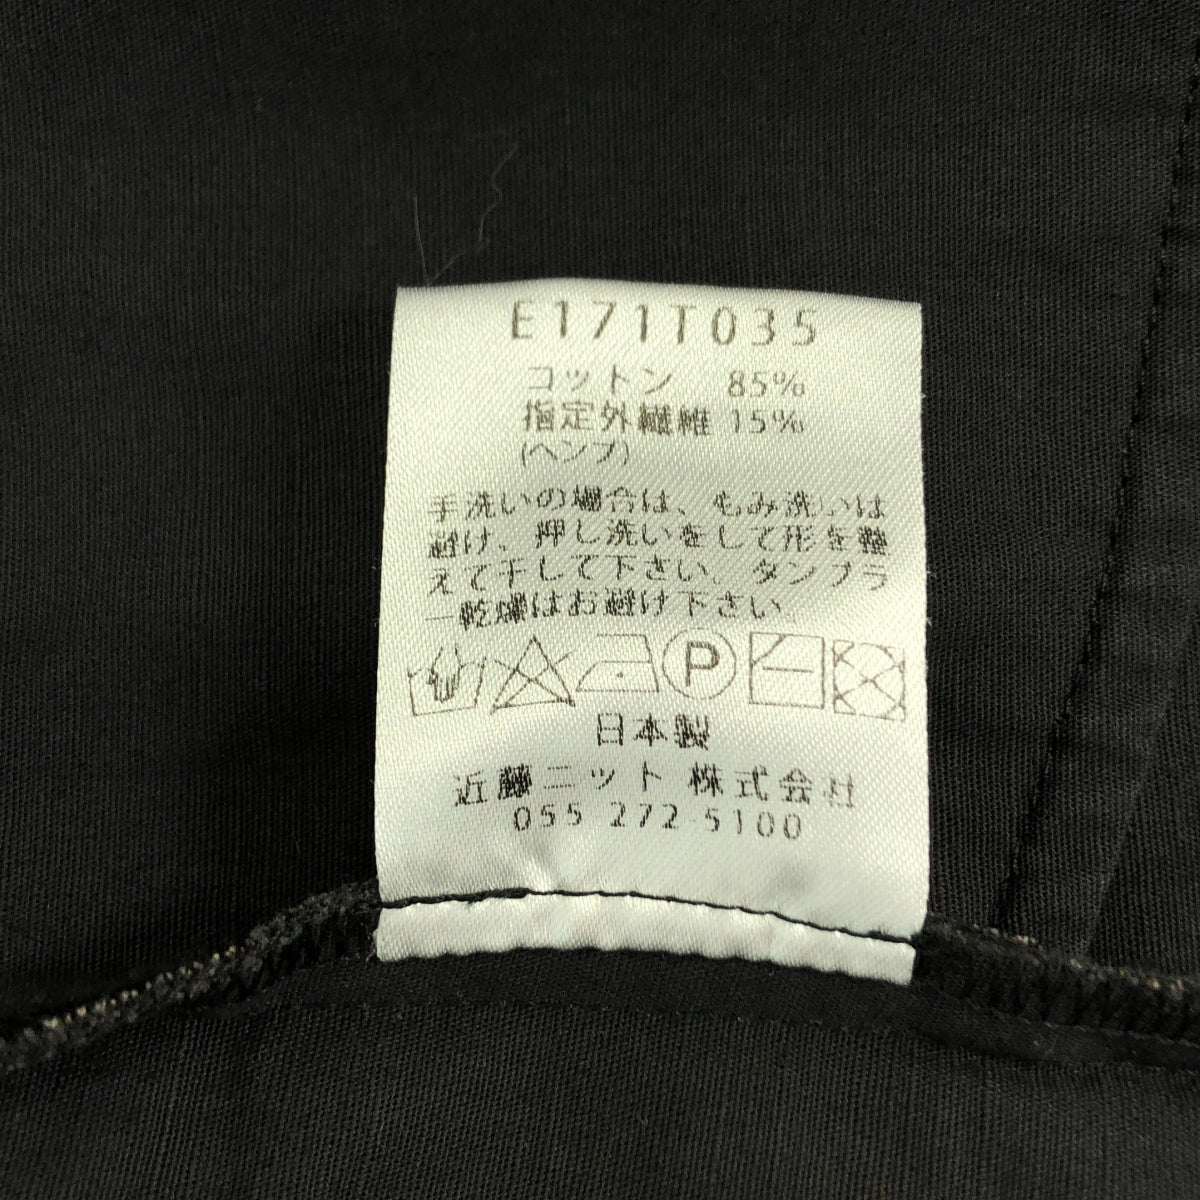 E171T035
コットン 85%
指定外繊維 15%
(ヘンプ)
手洗いの場合は、もみ洗いは
避け、押し洗いをして形を整
えて干して下さい。タンブラ
ー乾燥はお避け下さい。
P
日本製
近藤ニット 株式会社
055 272 5100